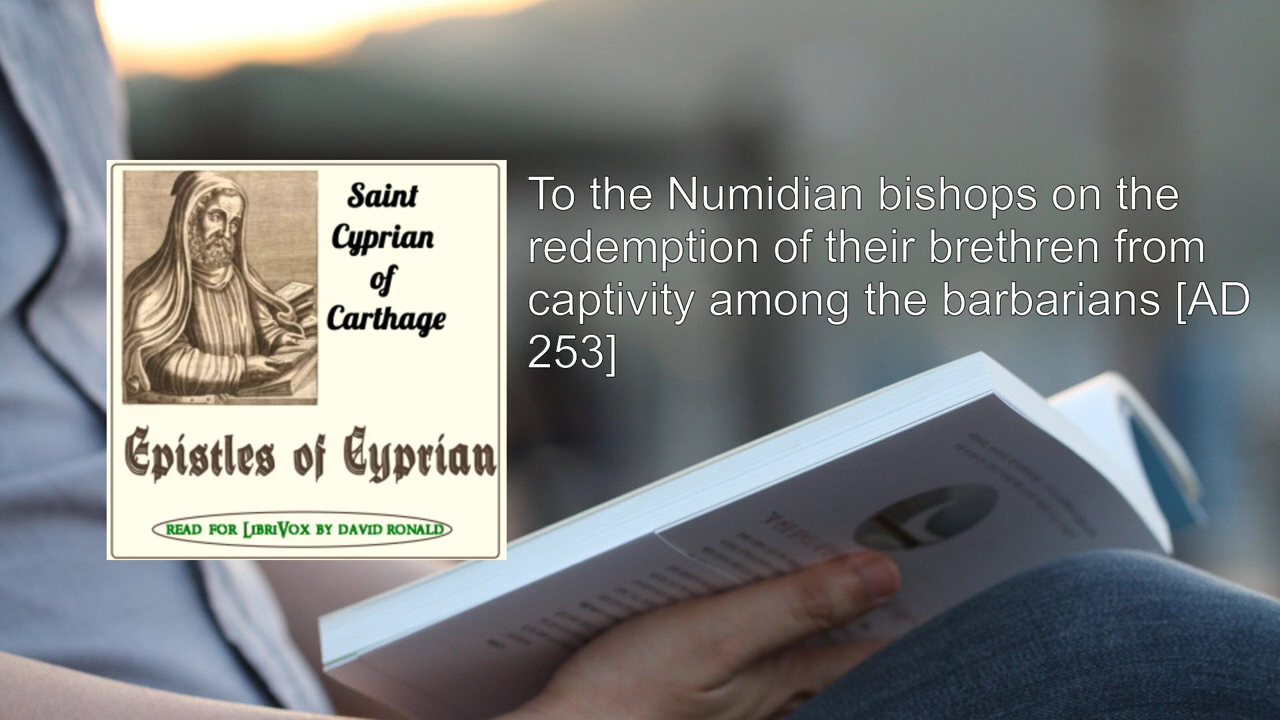 Saint
Cyprian
of
Carthage
Epistles of Cyprian
READ FOR LIBRIVOX BY DAVID RONALD
To the Numidian bishops on the
redemption of their brethren from
captivity among the barbarians [AD
253]